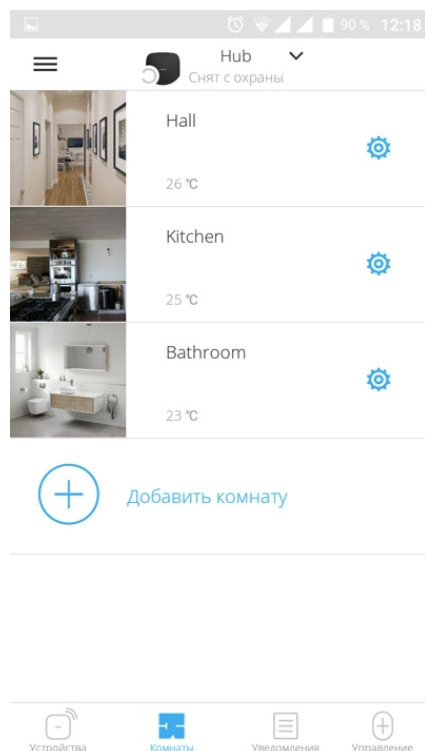 90 % 12:18
Hub
Снят с охраны
Hall
26 °C
Kitchen
25 °C
Bathroom
23 °C
Добавить комнату
Устройства Комнаты Уведомления Управление